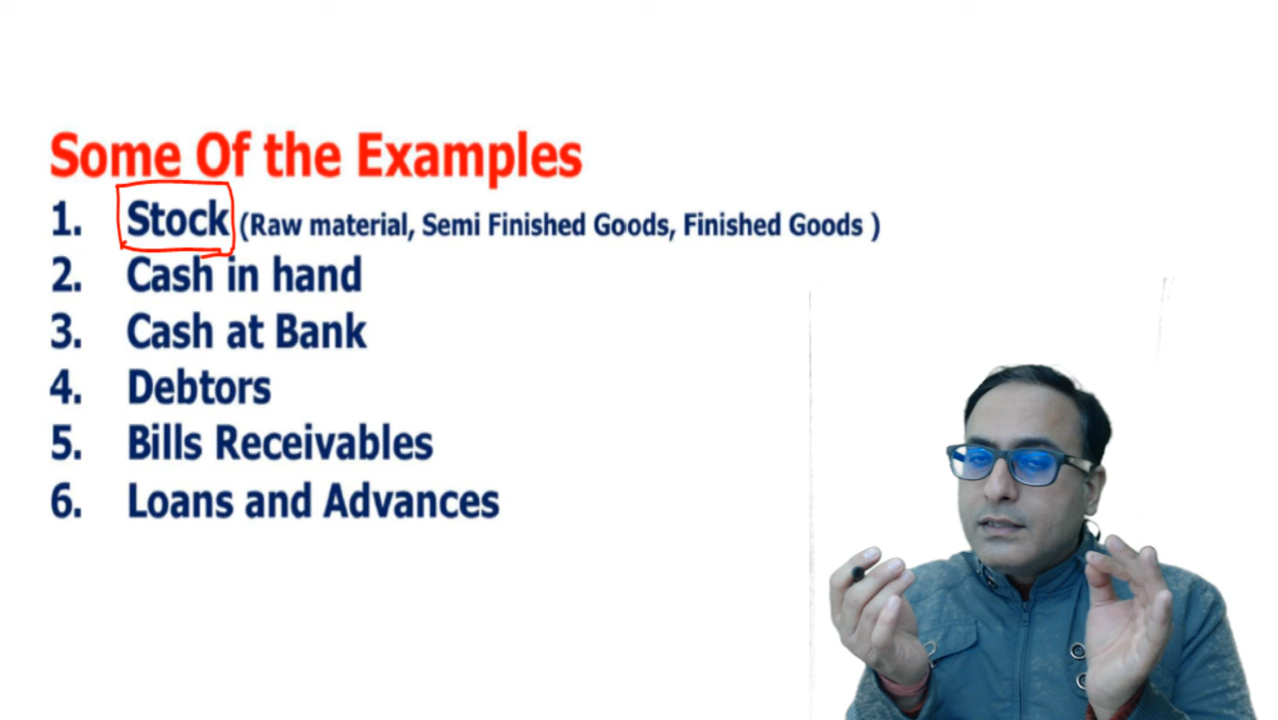 Some Of the Examples
1. Stock (Raw material, Semi Finished Goods, Finished Goods )
2. Cash in hand
3. Cash at Bank
4. Debtors
5. Bills Receivables
6. Loans and Advances